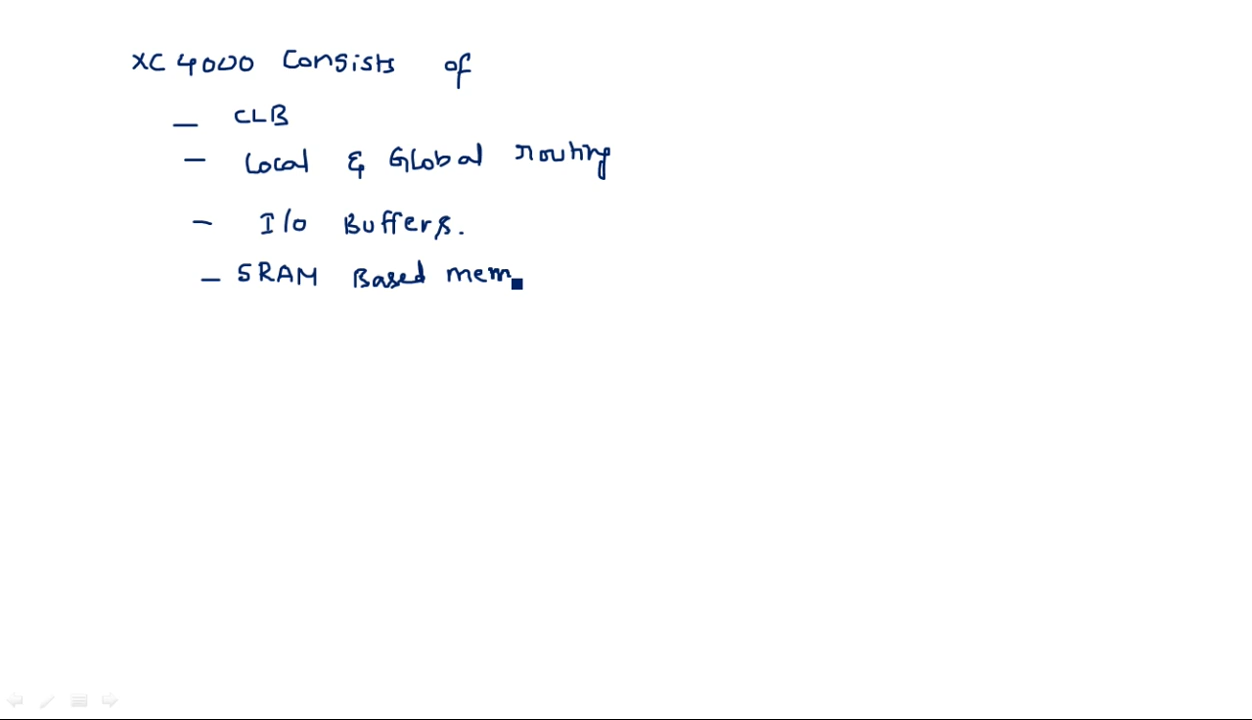 XC 4000 Consists of
- CLB
- Local & Global routing
- I/O Buffers.
- SRAM Based mem